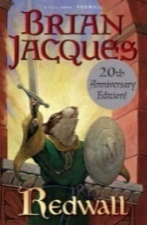 BRIAN
JACQUES
20th
Anniversary
Edition!
Redwall